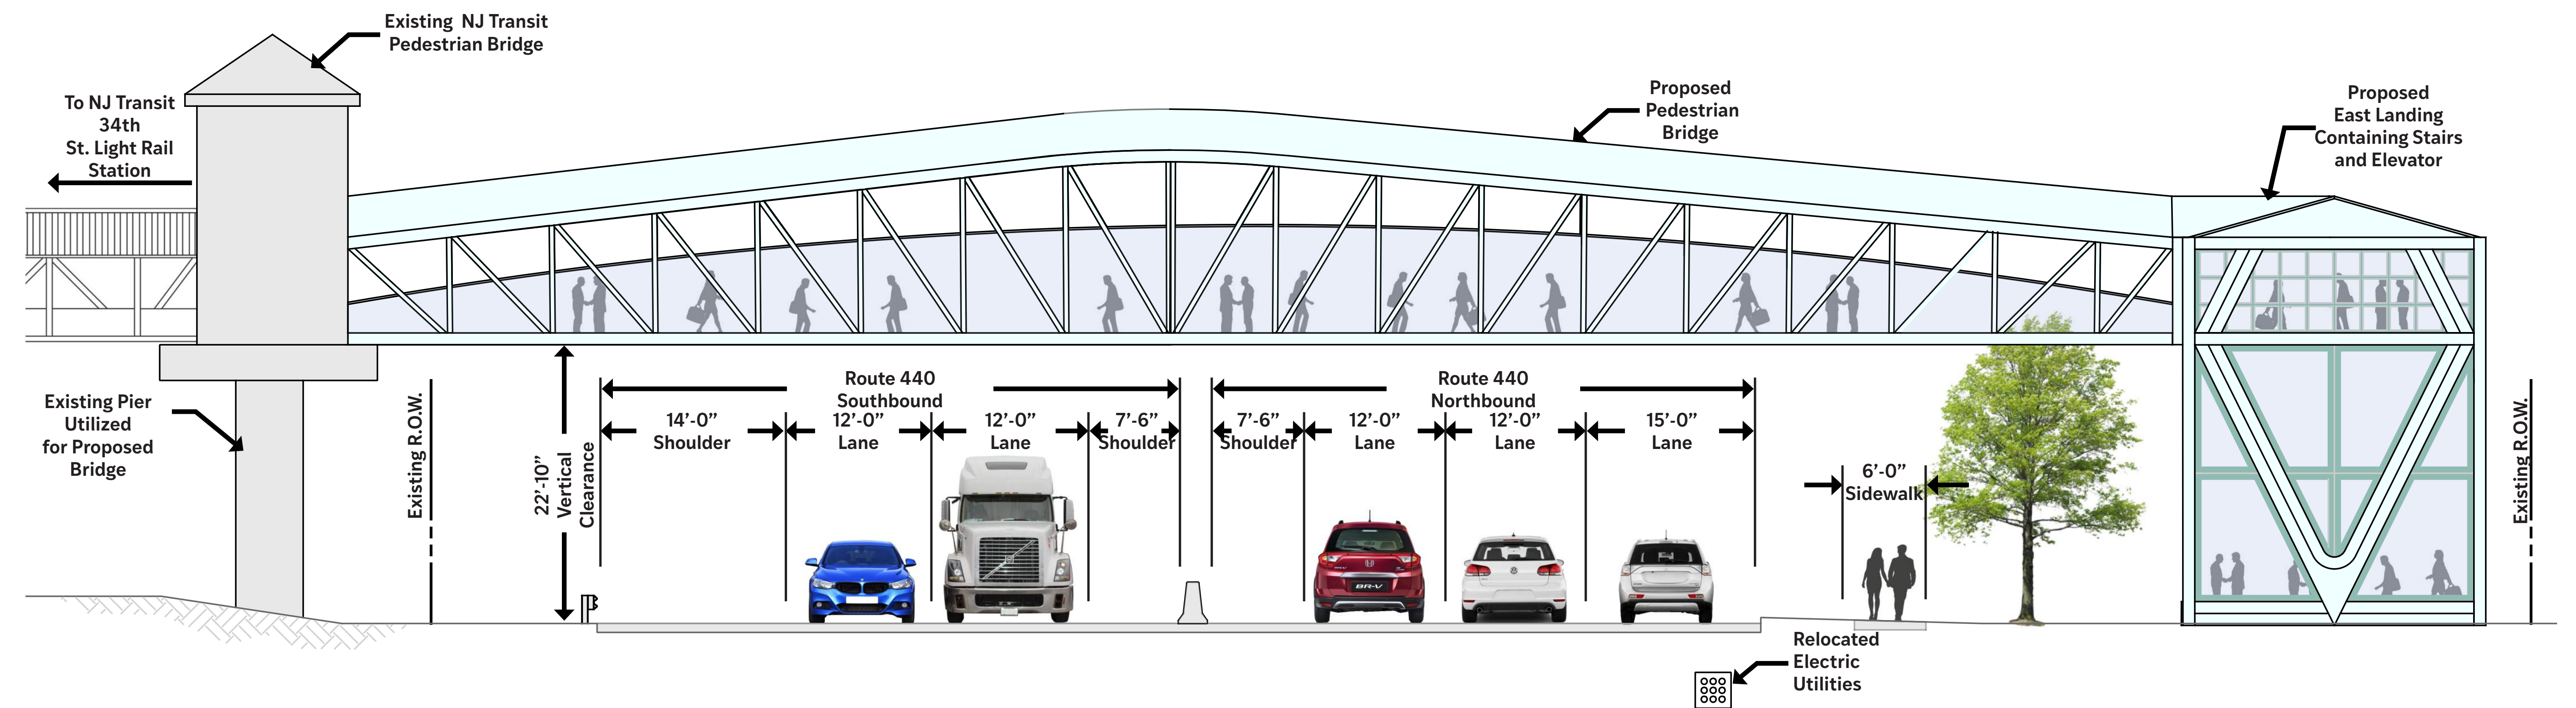 Existing NJ Transit
Pedestrian Bridge
To NJ Transit
34th
St. Light Rail
Station
Proposed
Pedestrian
Bridge
Proposed
East Landing
Containing Stairs
and Elevator
Existing Pier
Utilized
for Proposed
Bridge
Existing R.O.W.
22’-10”
Vertical
Clearance
Route 440
Southbound
14’-0”
Shoulder
12’-0”
Lane
12’-0”
Lane
7’-6”
Shoulder
Route 440
Northbound
7’-6”
Shoulder
12’-0”
Lane
12’-0”
Lane
15’-0”
Lane
6’-0”
Sidewalk
Existing R.O.W.
BR-V
Relocated
Electric
Utilities